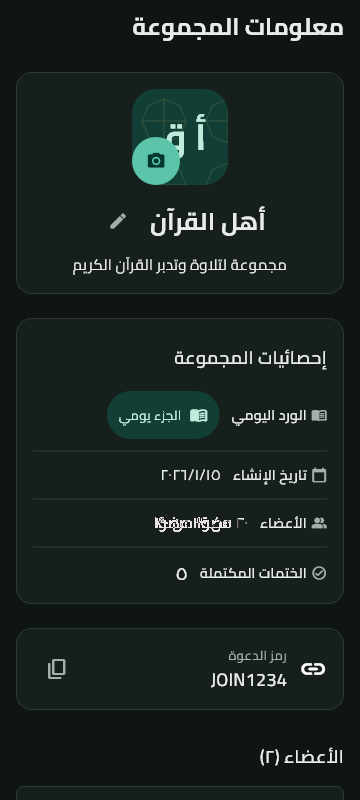 معلومات المجموعة
أ ق
أهل القرآن
مجموعة لتلاوة وتدبر القرآن الكريم
إحصائيات المجموعة
الورد اليومي الجزء يومي
تاريخ الإنشاء ٢٠٢٦/١/١٥
الأعضاء ٢٠
الختمات المكتملة ٥
رمز الدعوة
JOIN1234
الأعضاء (٢)